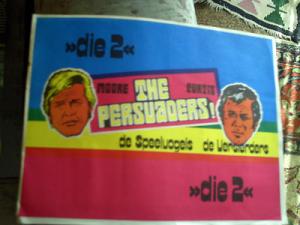 »die 2«
MOORE THE CURTIS
PERSUADERS!
de Speelvogels de Versierders
»die 2«